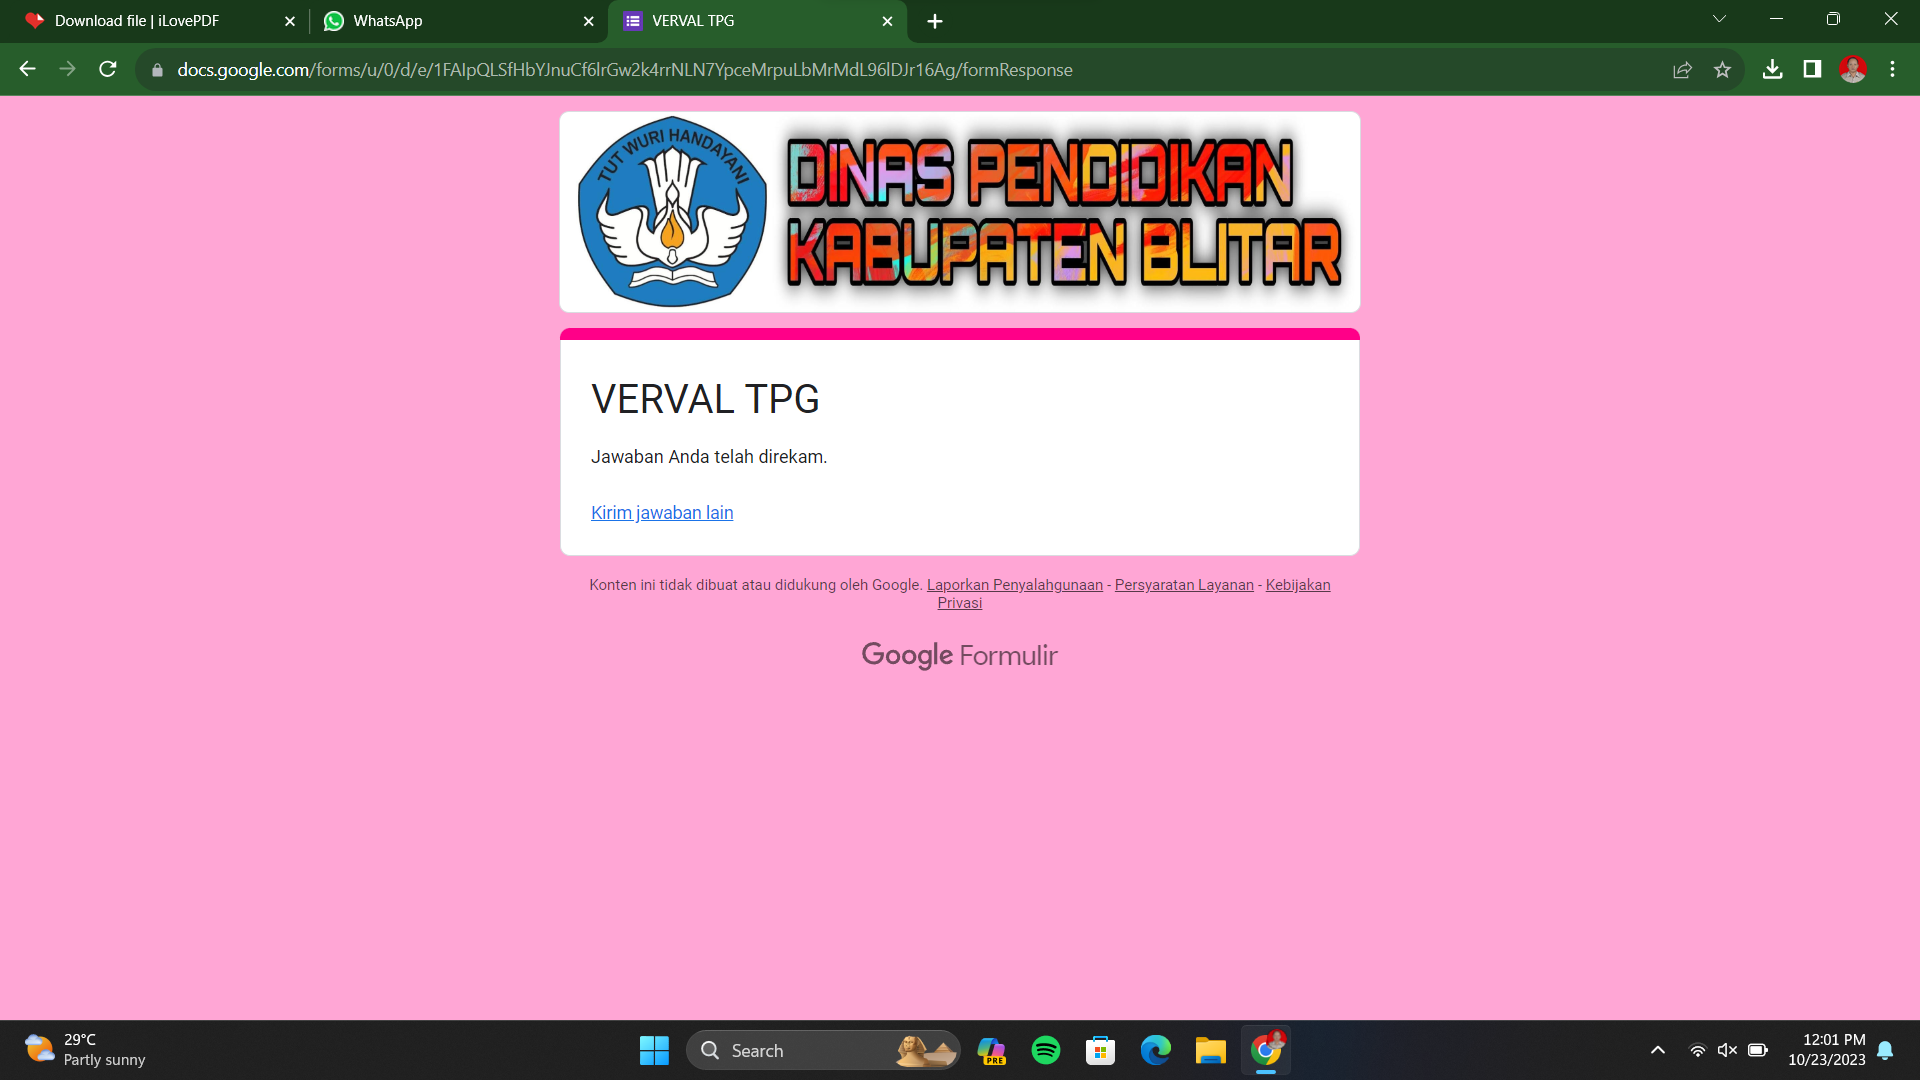 Download file | iLovePDF
WhatsApp
VERVAL TPG
docs.google.com/forms/u/0/d/e/1FAIpQLSfHbYJnuCf6lrGw2k4rrNLN7YpceMrpuLbMrMdL96lDJr16Ag/formResponse
TUT WURI HANDAYANI
DINAS PENDIDIKAN
KABUPATEN BLITAR
VERVAL TPG
Jawaban Anda telah direkam.
Kirim jawaban lain
Konten ini tidak dibuat atau didukung oleh Google. Laporkan Penyalahgunaan - Persyaratan Layanan - Kebijakan
Privasi
Google Formulir
29°C
Partly sunny
Search
PRE
12:01 PM
10/23/2023